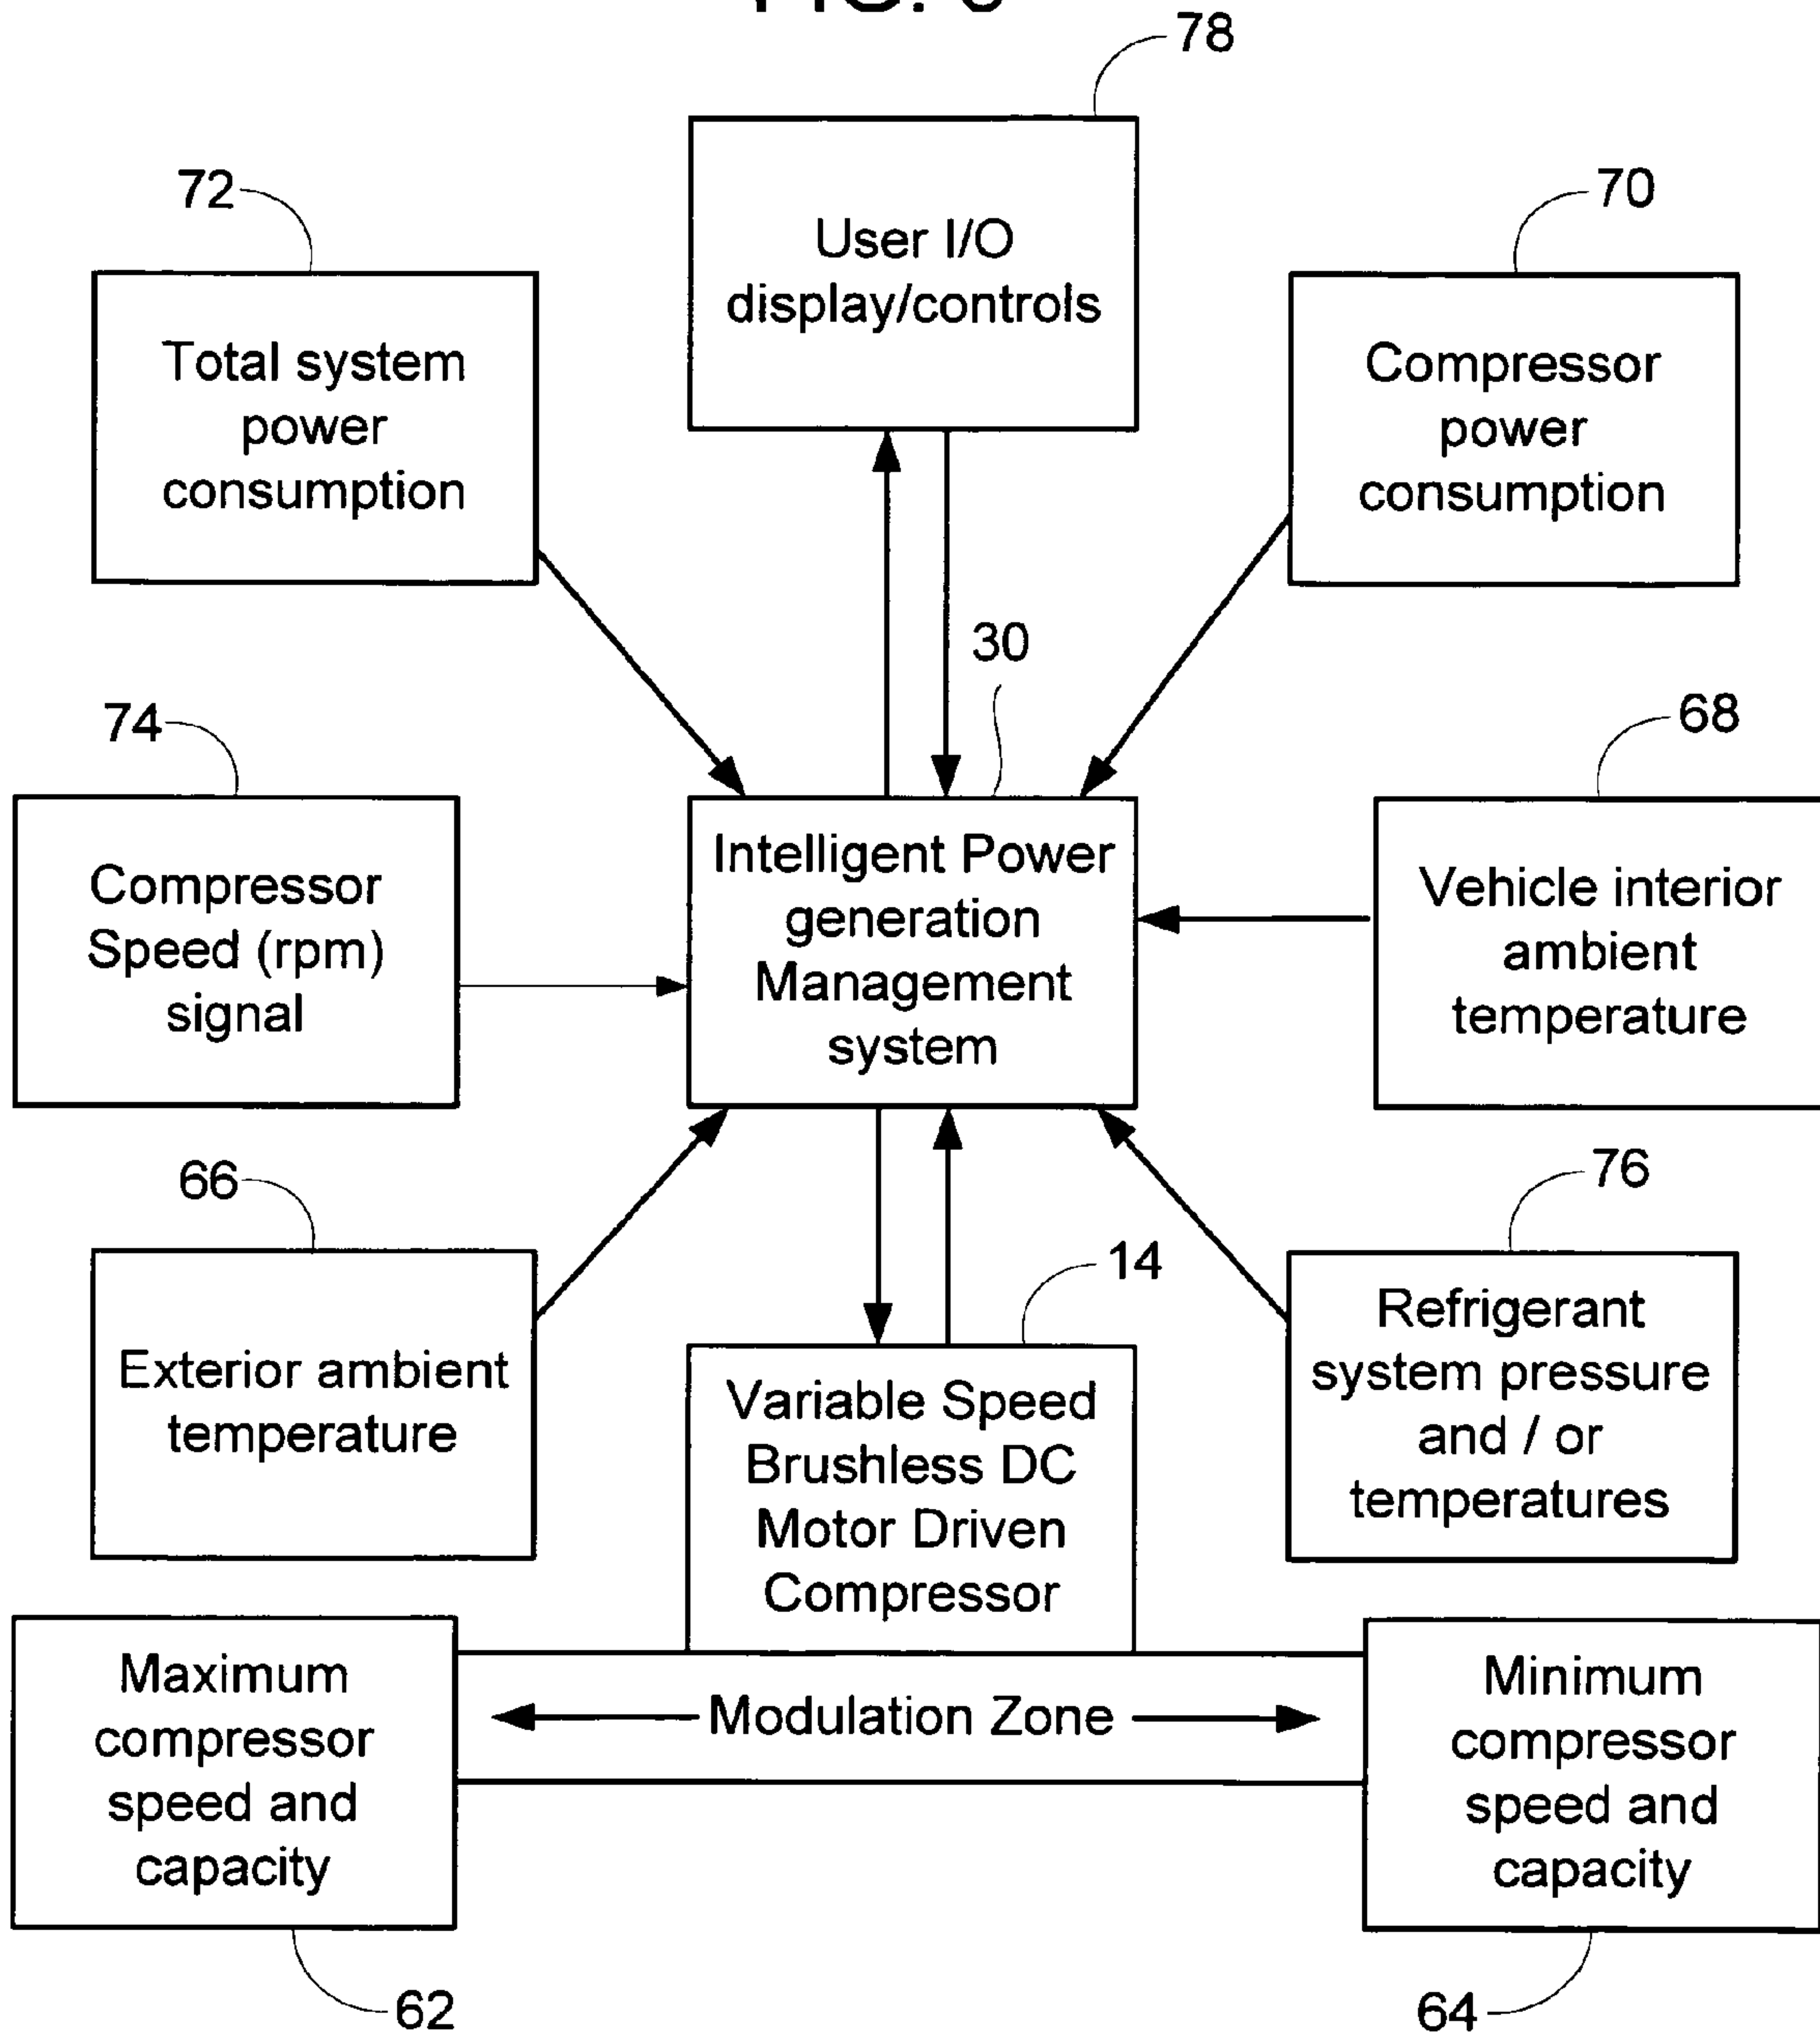 78
72
70
User I/O
display/controls
Total system
power
consumption
Compressor
power
consumption
30
74
68
Compressor
Speed (rpm)
signal
Intelligent Power
generation
Management
system
Vehicle interior
ambient
temperature
66
76
14
Exterior ambient
temperature
Variable Speed
Brushless DC
Motor Driven
Compressor
Refrigerant
system pressure
and / or
temperatures
Maximum
compressor
speed and
capacity
Modulation Zone
Minimum
compressor
speed and
capacity
62
64